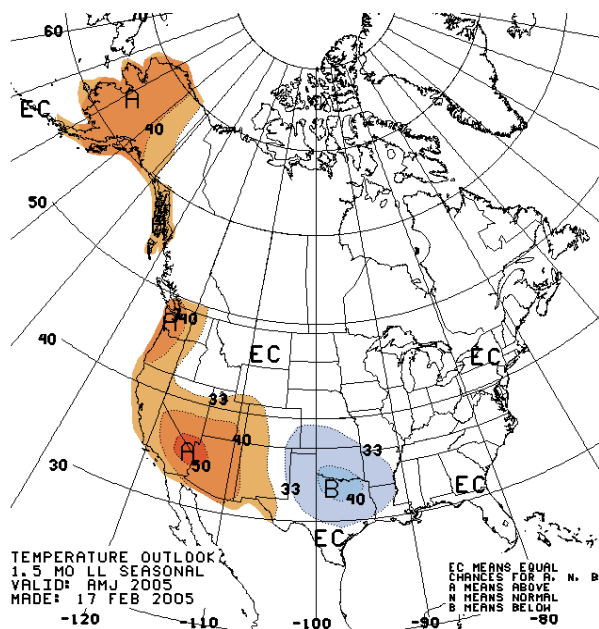 70
60
EC
A
40
50
A
40
EC
EC
40
33
33
40
A
50
33
B
40
EC
30
EC
TEMPERATURE OUTLOOK
1.5 MO LL SEASONAL
VALID: AMJ 2005
MADE: 17 FEB 2005
EC MEANS EQUAL
CHANCES FOR A, N, B
A MEANS ABOVE
N MEANS NORMAL
B MEANS BELOW
-120 -110 -100 -90 -80